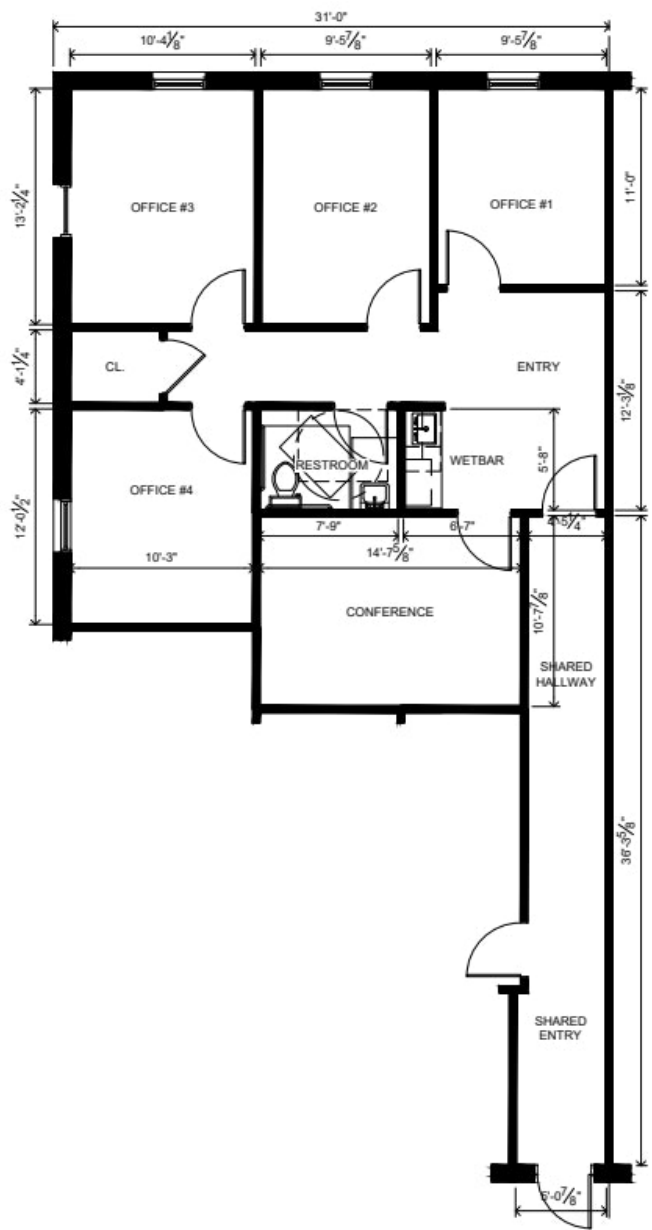 31'-0"
10'-4⅛"
9'-5⅞"
9'-5⅞"
13'-2¼"
OFFICE #3
OFFICE #2
OFFICE #1
11'-0"
4'-1¼"
CL.
ENTRY
12'-3⅜"
RESTROOM
WETBAR
5'-8"
12'-0½"
OFFICE #4
7'-9"
6'-7"
4'-5¼"
10'-3"
14'-7⅝"
CONFERENCE
10'-7⅞"
SHARED
HALLWAY
36'-3⅝"
SHARED
ENTRY